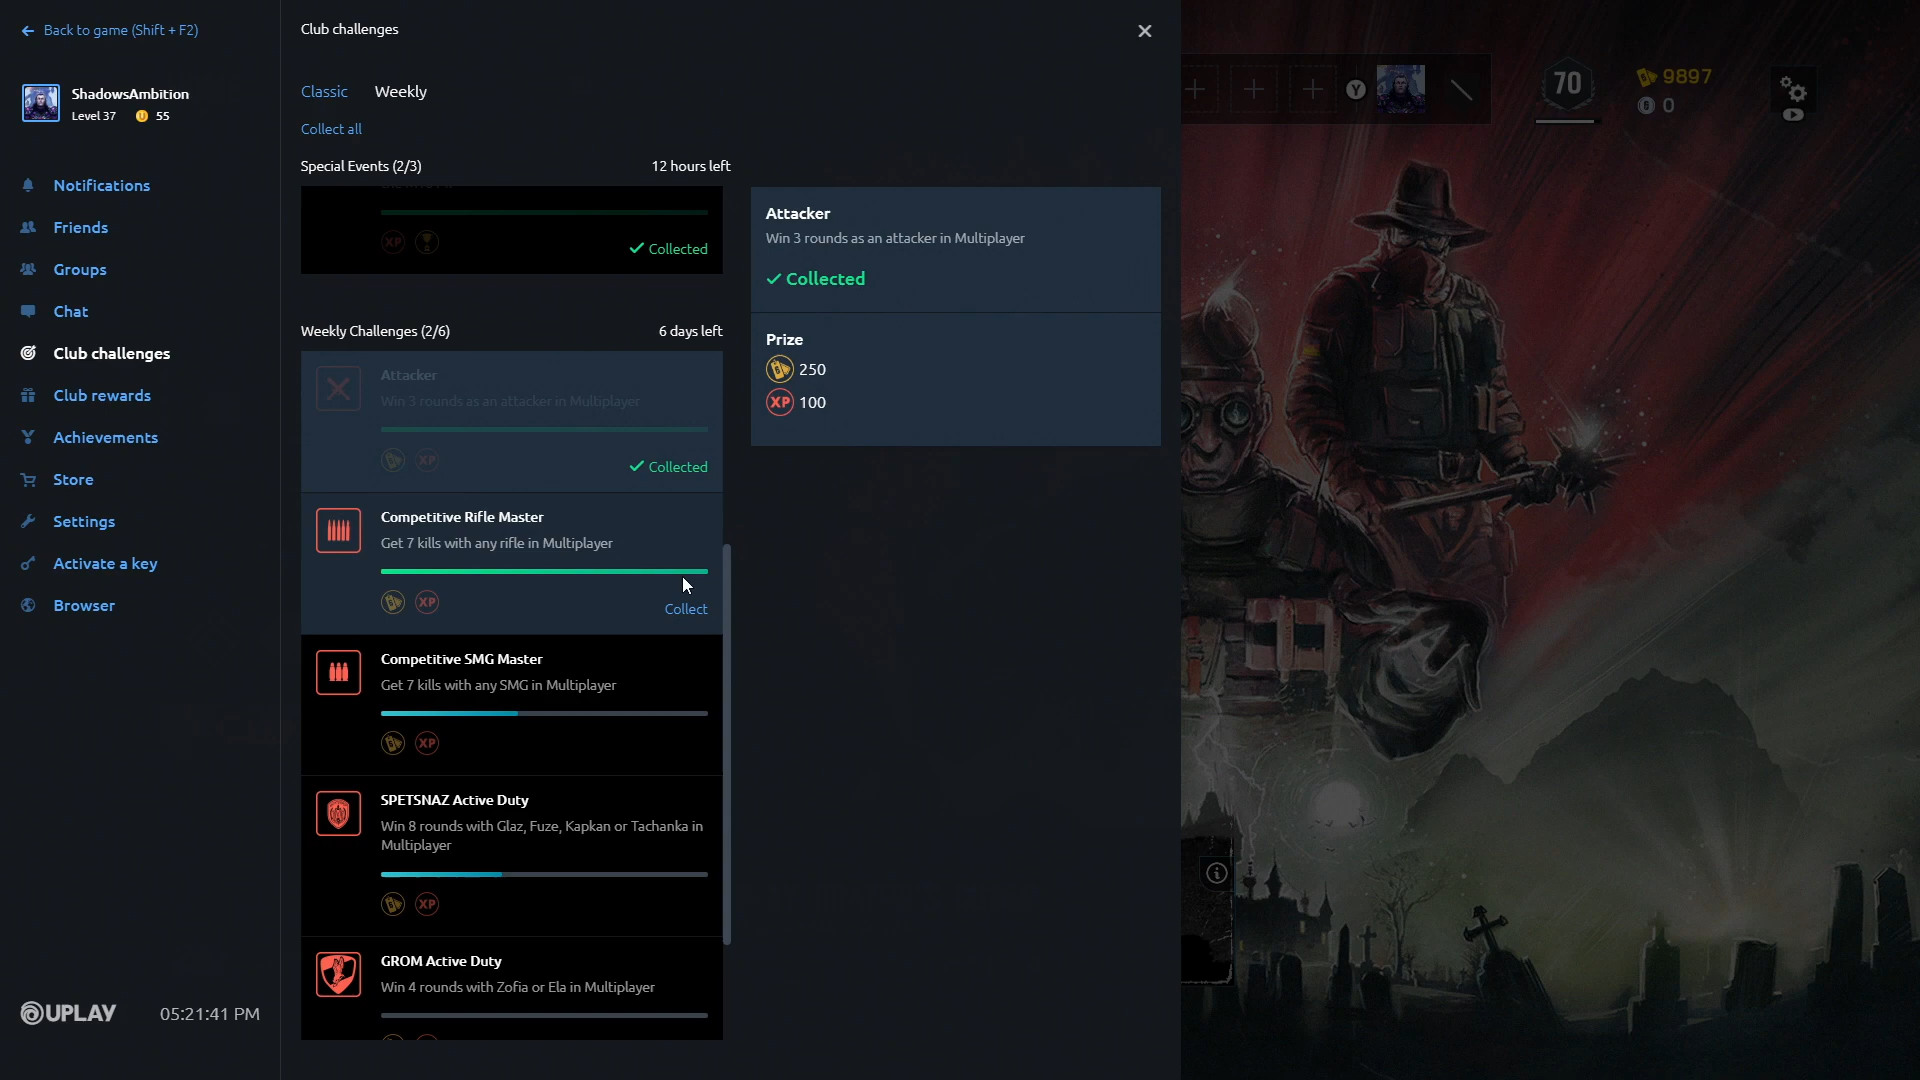 Back to game (Shift + F2)
ShadowsAmbition
Level 37 55
Notifications
Friends
Groups
Chat
Club challenges
Club rewards
Achievements
Store
Settings
Activate a key
Browser
UPLAY 05:21:41 PM
Club challenges
Classic Weekly
Collect all
Special Events (2/3) 12 hours left
XP
Collected
Weekly Challenges (2/6) 6 days left
Attacker
Win 3 rounds as an attacker in Multiplayer
XP
Collected
Competitive Rifle Master
Get 7 kills with any rifle in Multiplayer
XP
Collect
Competitive SMG Master
Get 7 kills with any SMG in Multiplayer
XP
SPETSNAZ Active Duty
Win 8 rounds with Glaz, Fuze, Kapkan or Tachanka in
Multiplayer
XP
GROM Active Duty
Win 4 rounds with Zofia or Ela in Multiplayer
Attacker
Win 3 rounds as an attacker in Multiplayer
Collected
Prize
250
XP 100
Y
70
9897
0